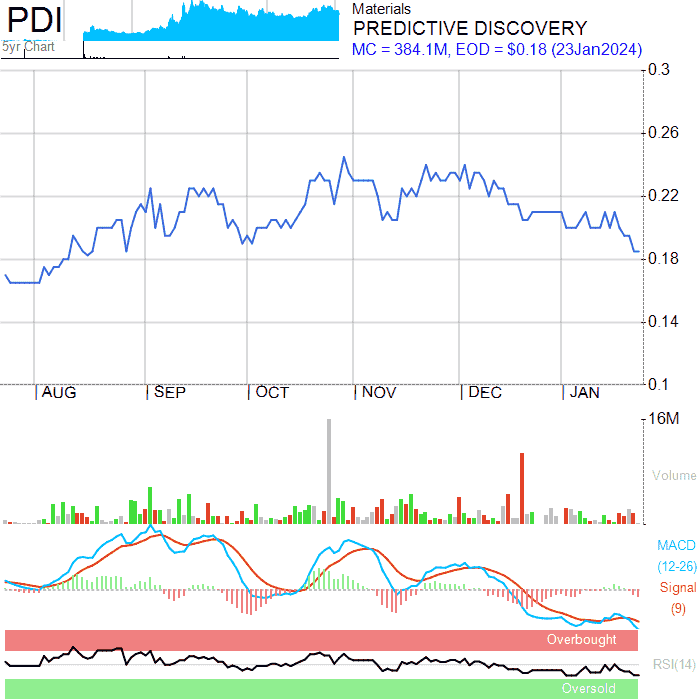 PDI
5yr Chart
Materials
PREDICTIVE DISCOVERY
MC = 384.1M, EOD = $0.18 (23Jan2024)
0.3
0.26
0.22
0.18
0.14
0.1
AUG SEP OCT NOV DEC JAN
16M
Volume
MACD
(12-26)
Signal
(9)
Overbought
RSI(14)
Oversold